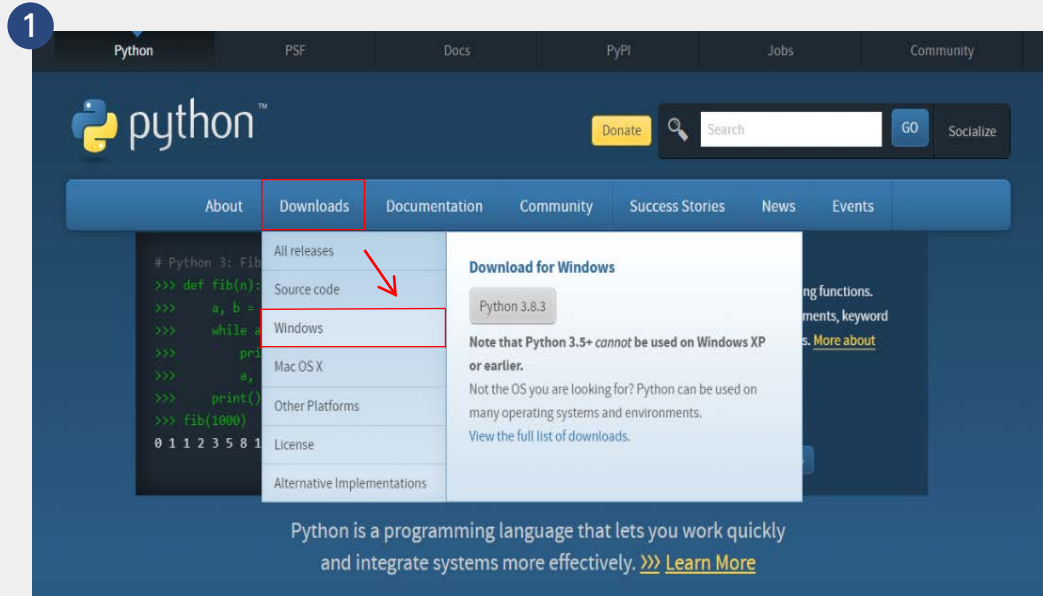 1
Python PSF Docs PyPI Jobs Community
python™
Donate Search GO Socialize
About Downloads Documentation Community Success Stories News Events
# Python 3: Fib
>>> def fib(n):
>>> a, b =
>>> while a
>>> pri
>>> a,
>>> print()
>>> fib(1000)
0 1 1 2 3 5 8 1
All releases
Source code
Windows
Mac OS X
Other Platforms
License
Alternative Implementations
Download for Windows
Python 3.8.3
Note that Python 3.5+ cannot be used on Windows XP
or earlier.
Not the OS you are looking for? Python can be used on
many operating systems and environments.
View the full list of downloads.
ng functions.
ments, keyword
s. More about
Python is a programming language that lets you work quickly
and integrate systems more effectively. >>> Learn More